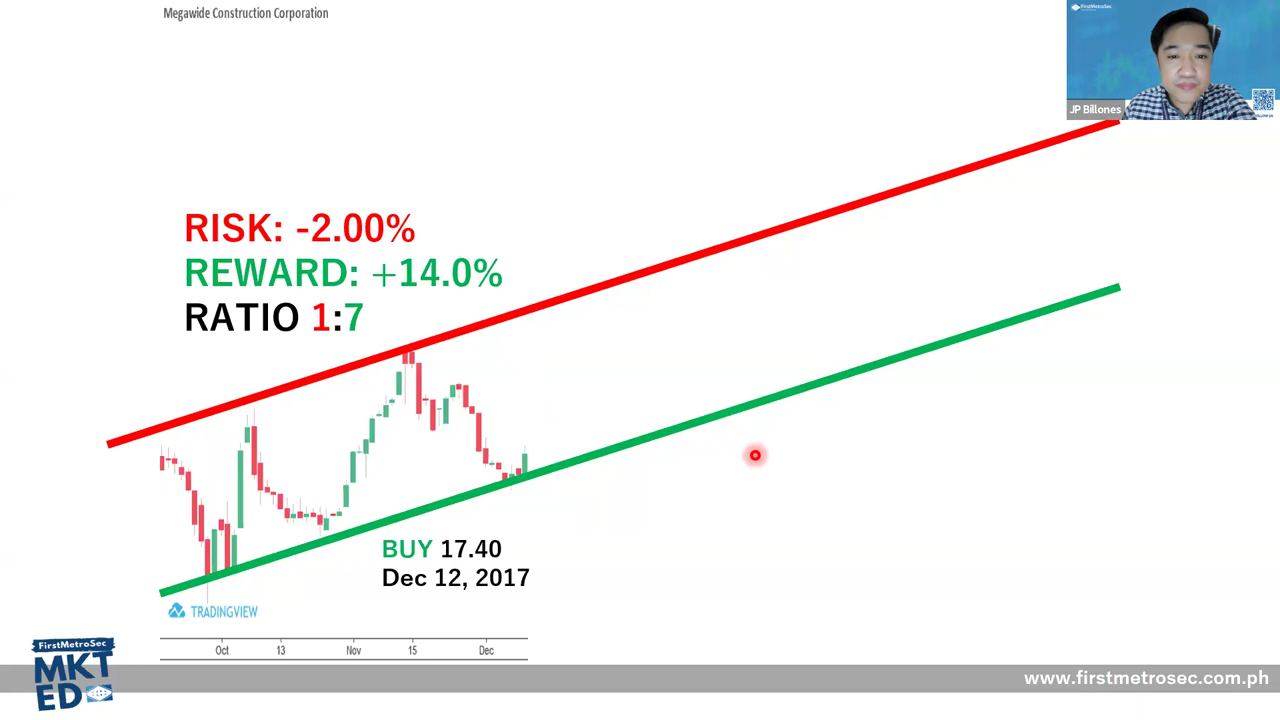 Megawide Construction Corporation
FirstMetroSec
JP Billones
RISK: -2.00%
REWARD: +14.0%
RATIO 1:7
BUY 17.40
Dec 12, 2017
TRADINGVIEW
Oct 13 Nov 15 Dec
FirstMetroSec
MKT
ED
www.firstmetrosec.com.ph